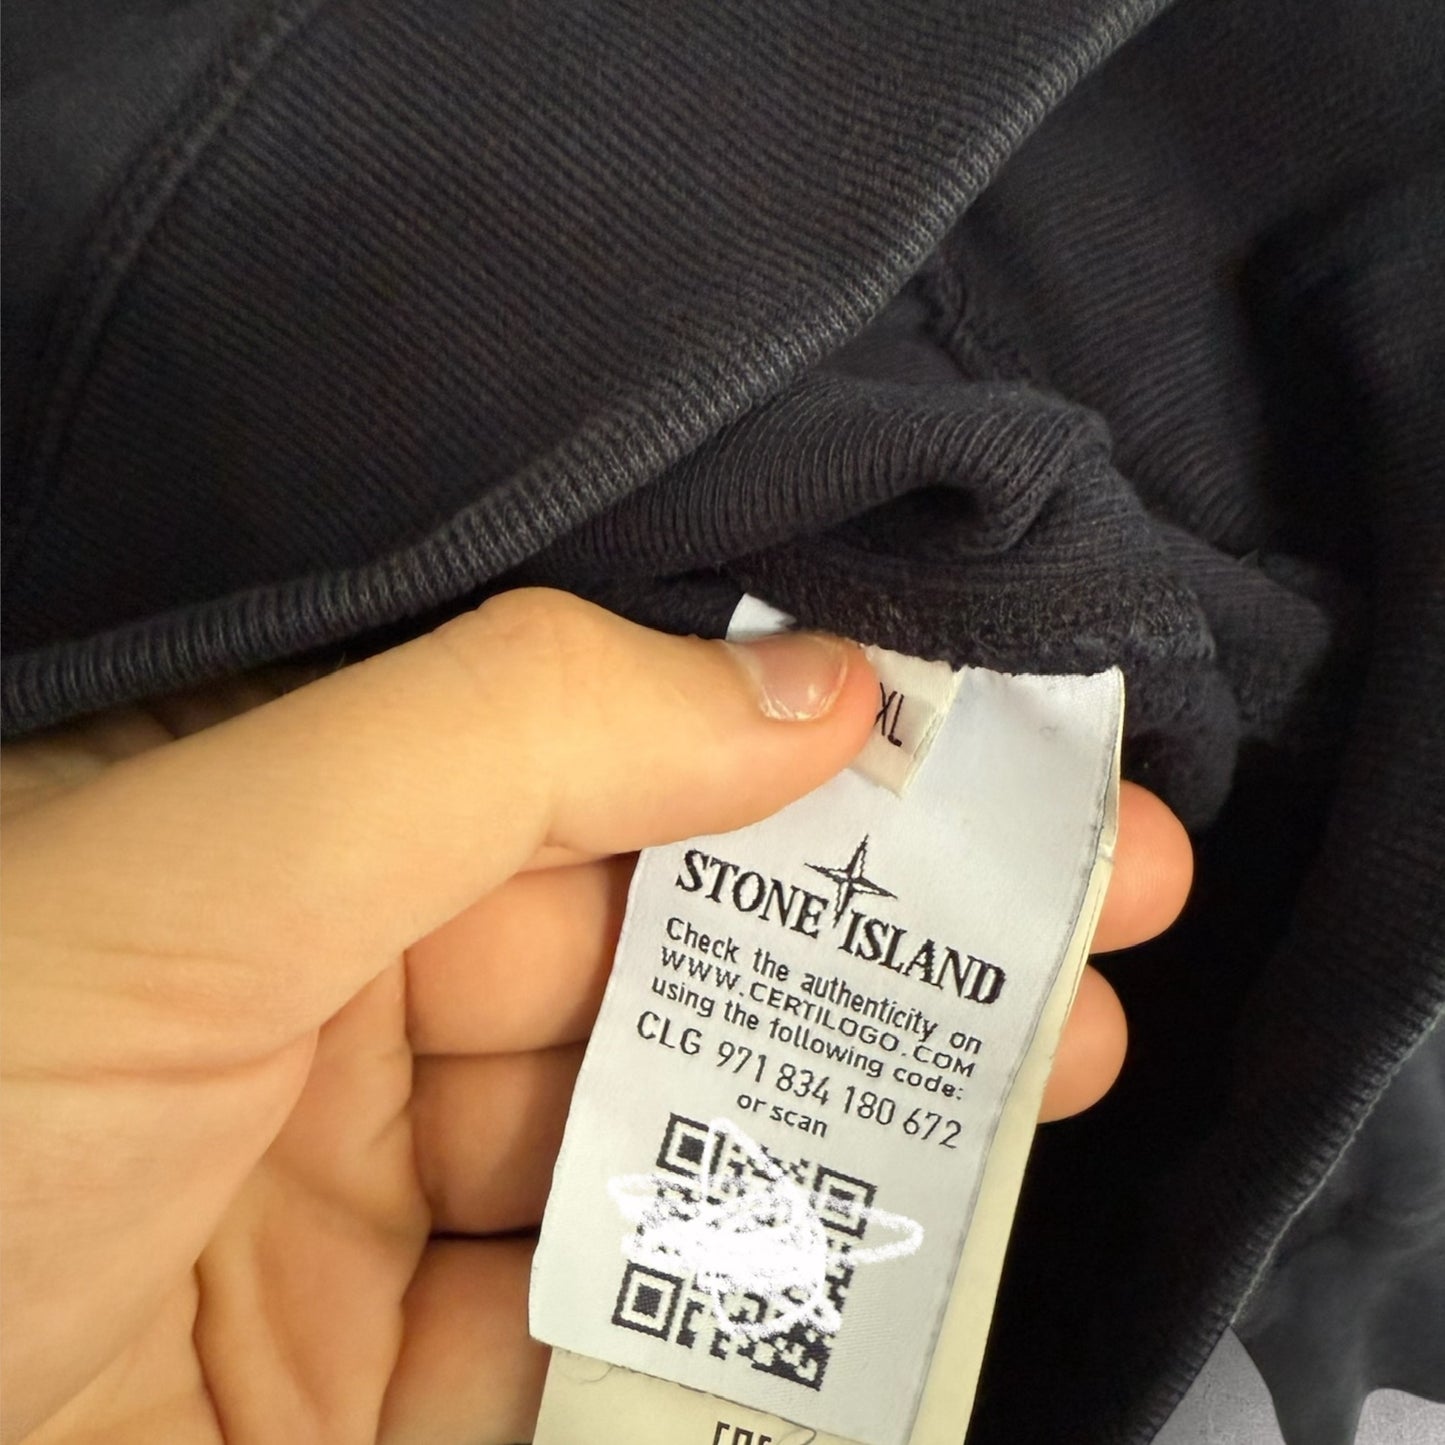 XL
STONE ISLAND
Check the authenticity on
WWW.CERTILOGO.COM
using the following code:
CLG 971 834 180 672
or scan